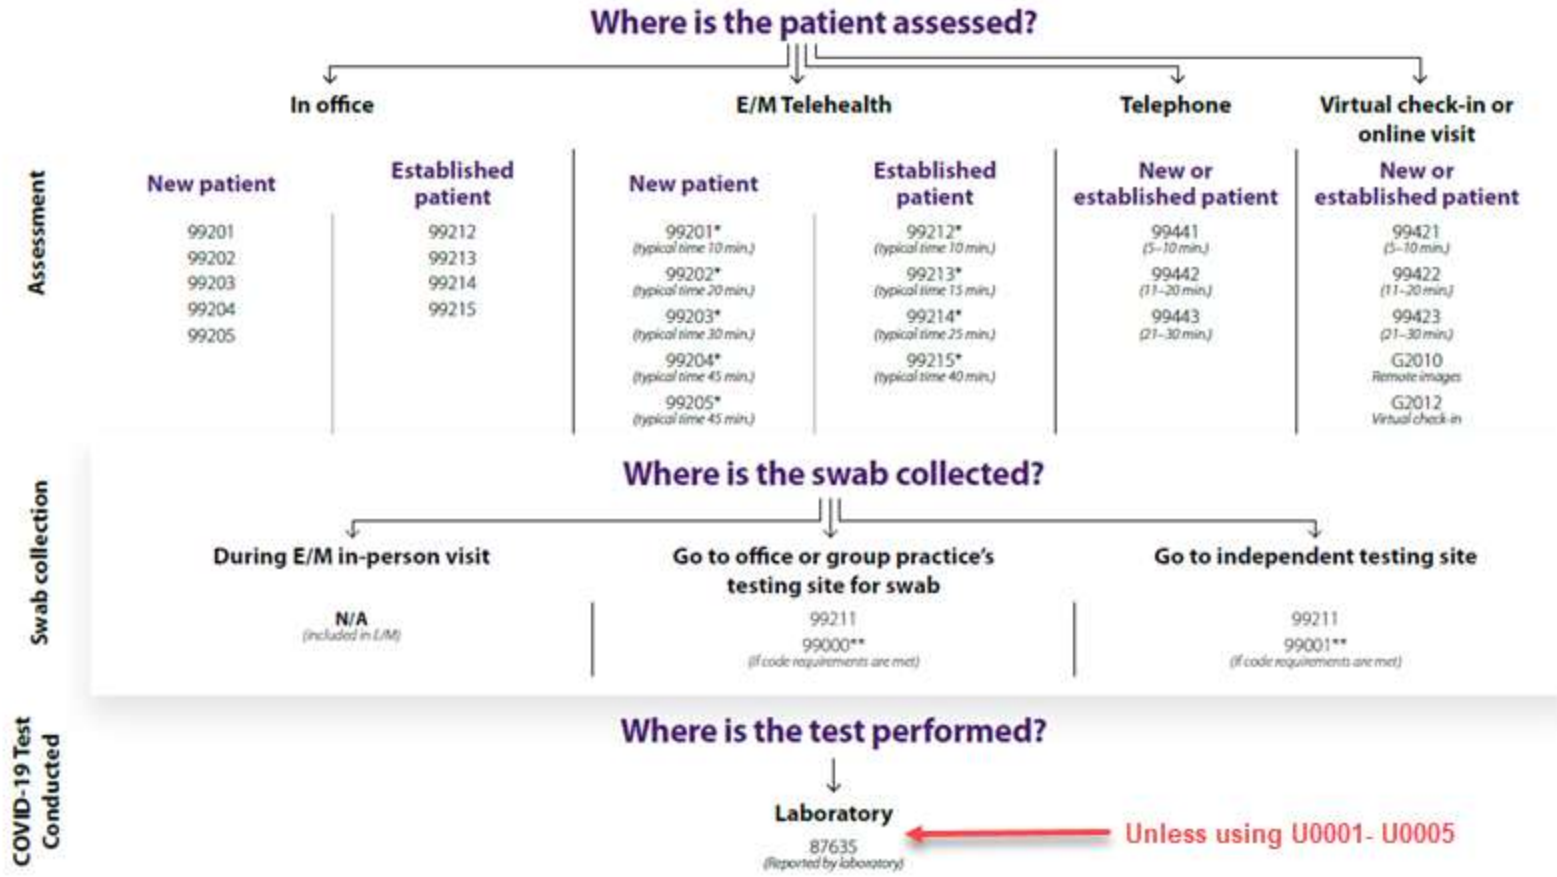 Where is the patient assessed?
In office
E/M Telehealth
Telephone
Virtual check-in or
online visit
Assessment
New patient
99201
99202
99203
99204
99205
Established
patient
99212
99213
99214
99215
New patient
99201*
(typical time 10 min.)
99202*
(typical time 20 min.)
99203*
(typical time 30 min.)
99204*
(typical time 45 min.)
99205*
(typical time 45 min.)
Established
patient
99212*
(typical time 10 min.)
99213*
(typical time 15 min.)
99214*
(typical time 25 min.)
99215*
(typical time 40 min.)
New or
established patient
99441
(5–10 min.)
99442
(11–20 min.)
99443
(21–30 min.)
New or
established patient
99421
(5–10 min.)
99422
(11–20 min.)
99423
(21–30 min.)
G2010
Remote images
G2012
Virtual check-in
Where is the swab collected?
Swab collection
During E/M in-person visit
N/A
(included in E/M)
Go to office or group practice's
testing site for swab
99211
99000**
(if code requirements are met)
Go to independent testing site
99211
99001**
(if code requirements are met)
Where is the test performed?
COVID-19 Test
Conducted
Laboratory
87635
(Reported by laboratory)
Unless using U0001- U0005